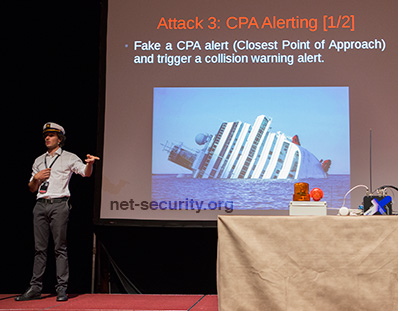 Attack 3: CPA Alerting [1/2]
• Fake a CPA alert (Closest Point of Approach)
and trigger a collision warning alert.
net-security.org